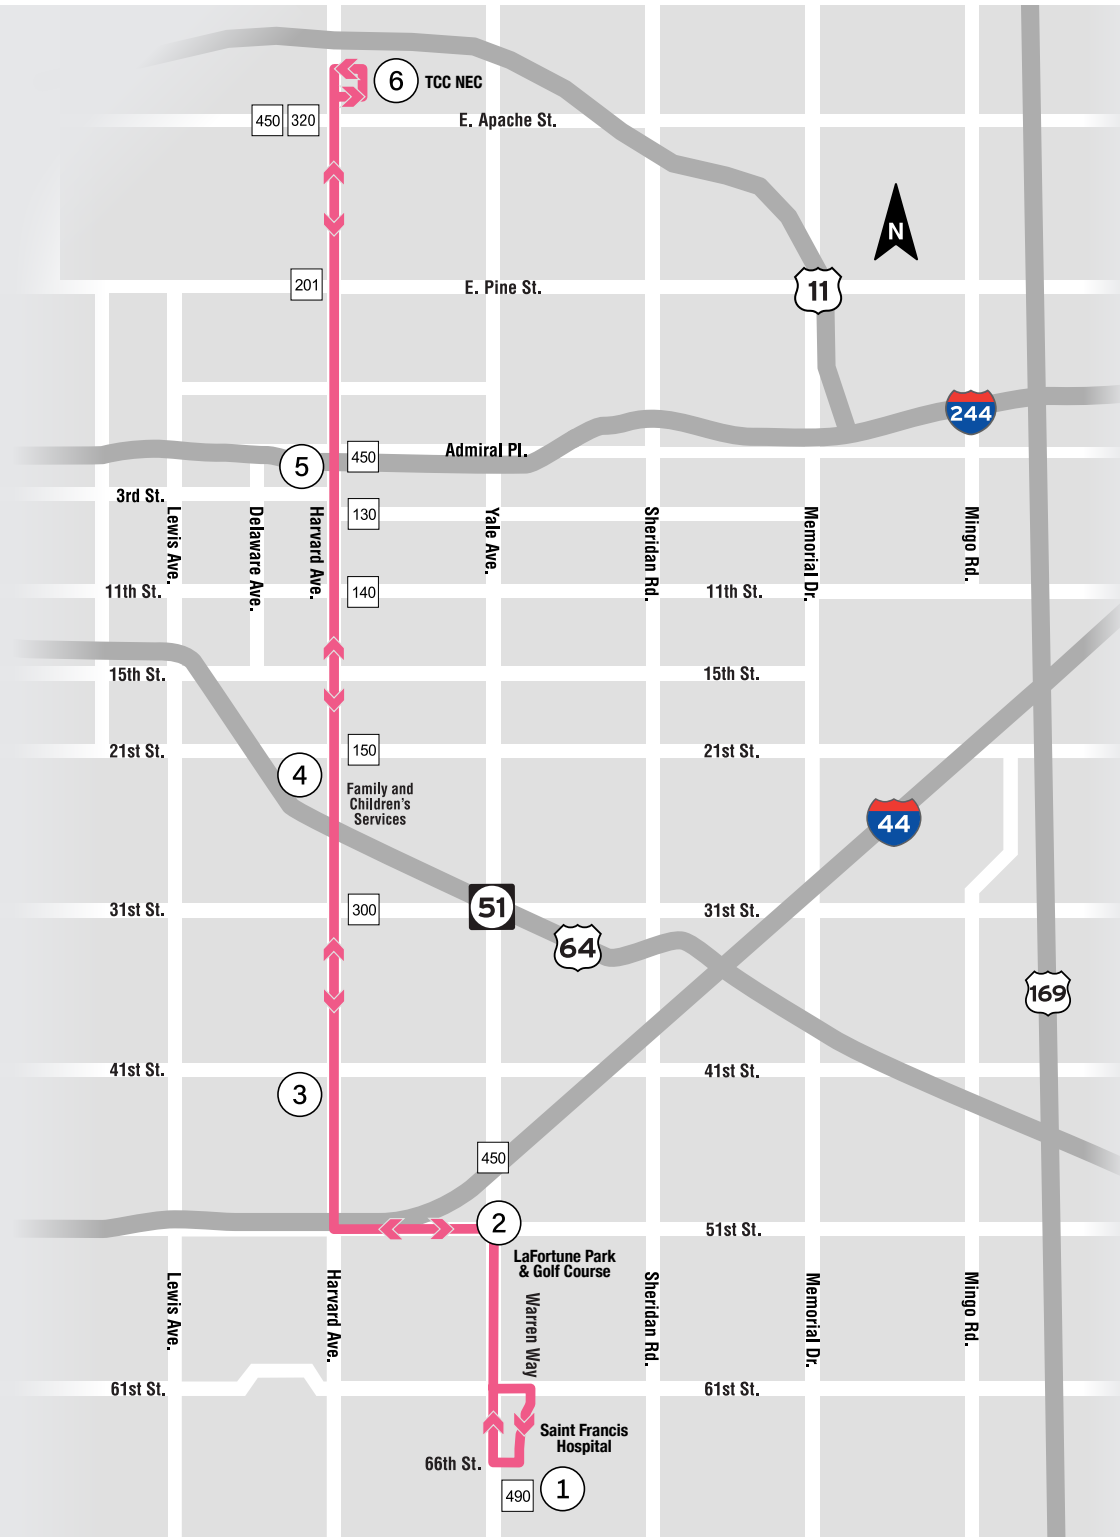 6
TCC NEC
450
320
E. Apache St.
N
201
E. Pine St.
11
244
Admiral Pl.
5
450
3rd St.
130
Lewis Ave.
Delaware Ave.
Harvard Ave.
Yale Ave.
Sheridan Rd.
Memorial Dr.
Mingo Rd.
11th St.
140
11th St.
15th St.
15th St.
21st St.
150
21st St.
4
Family and
Children's
Services
44
31st St.
300
51
31st St.
64
169
41st St.
41st St.
3
450
2
51st St.
LaFortune Park
& Golf Course
Lewis Ave.
Harvard Ave.
Warren Way
Sheridan Rd.
Memorial Dr.
Mingo Rd.
61st St.
61st St.
Saint Francis
Hospital
66th St.
490
1